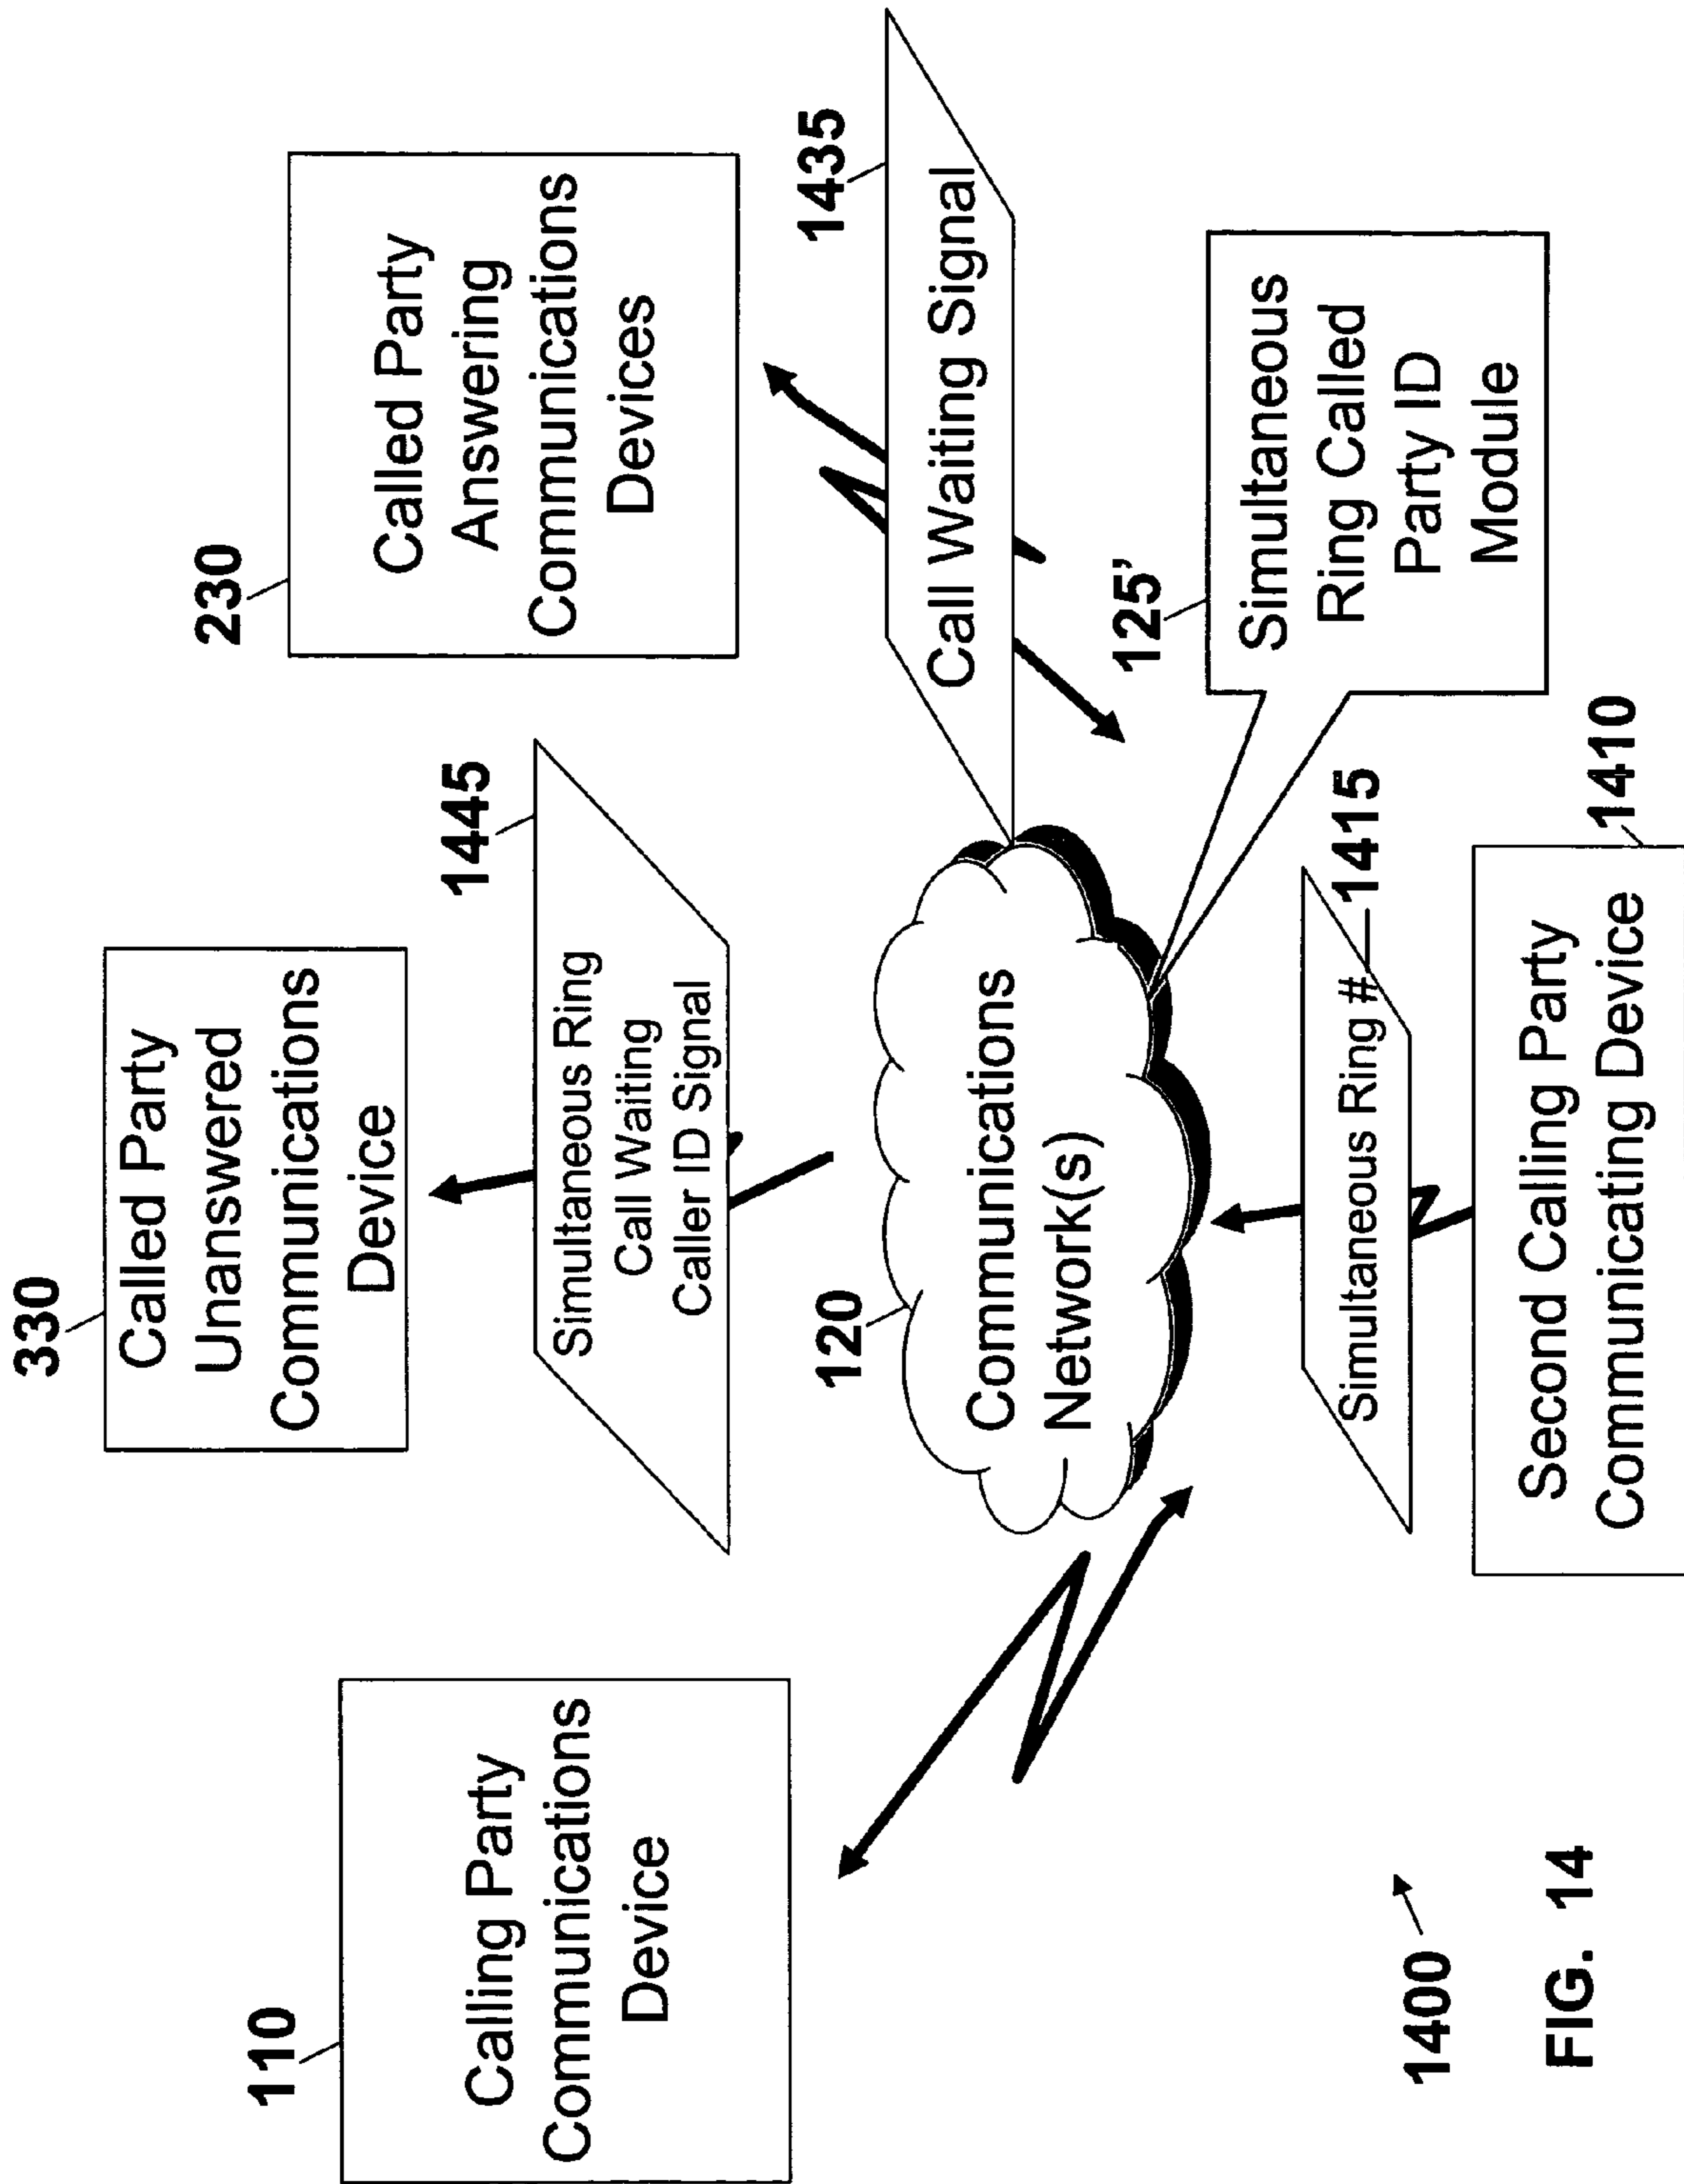 110
Calling Party
Communications
Device
330
Called Party
Unanswered
Communications
Device
230
Called Party
Answering
Communications
Devices
1445
Simultaneous Ring
Call Waiting
Caller ID Signal
1435
Call Waiting Signal
120
Communications
Network(s)
125'
Simultaneous
Ring Called
Party ID
Module
1415
Simultaneous Ring #
1410
Second Calling Party
Communicating Device
1400
FIG. 14